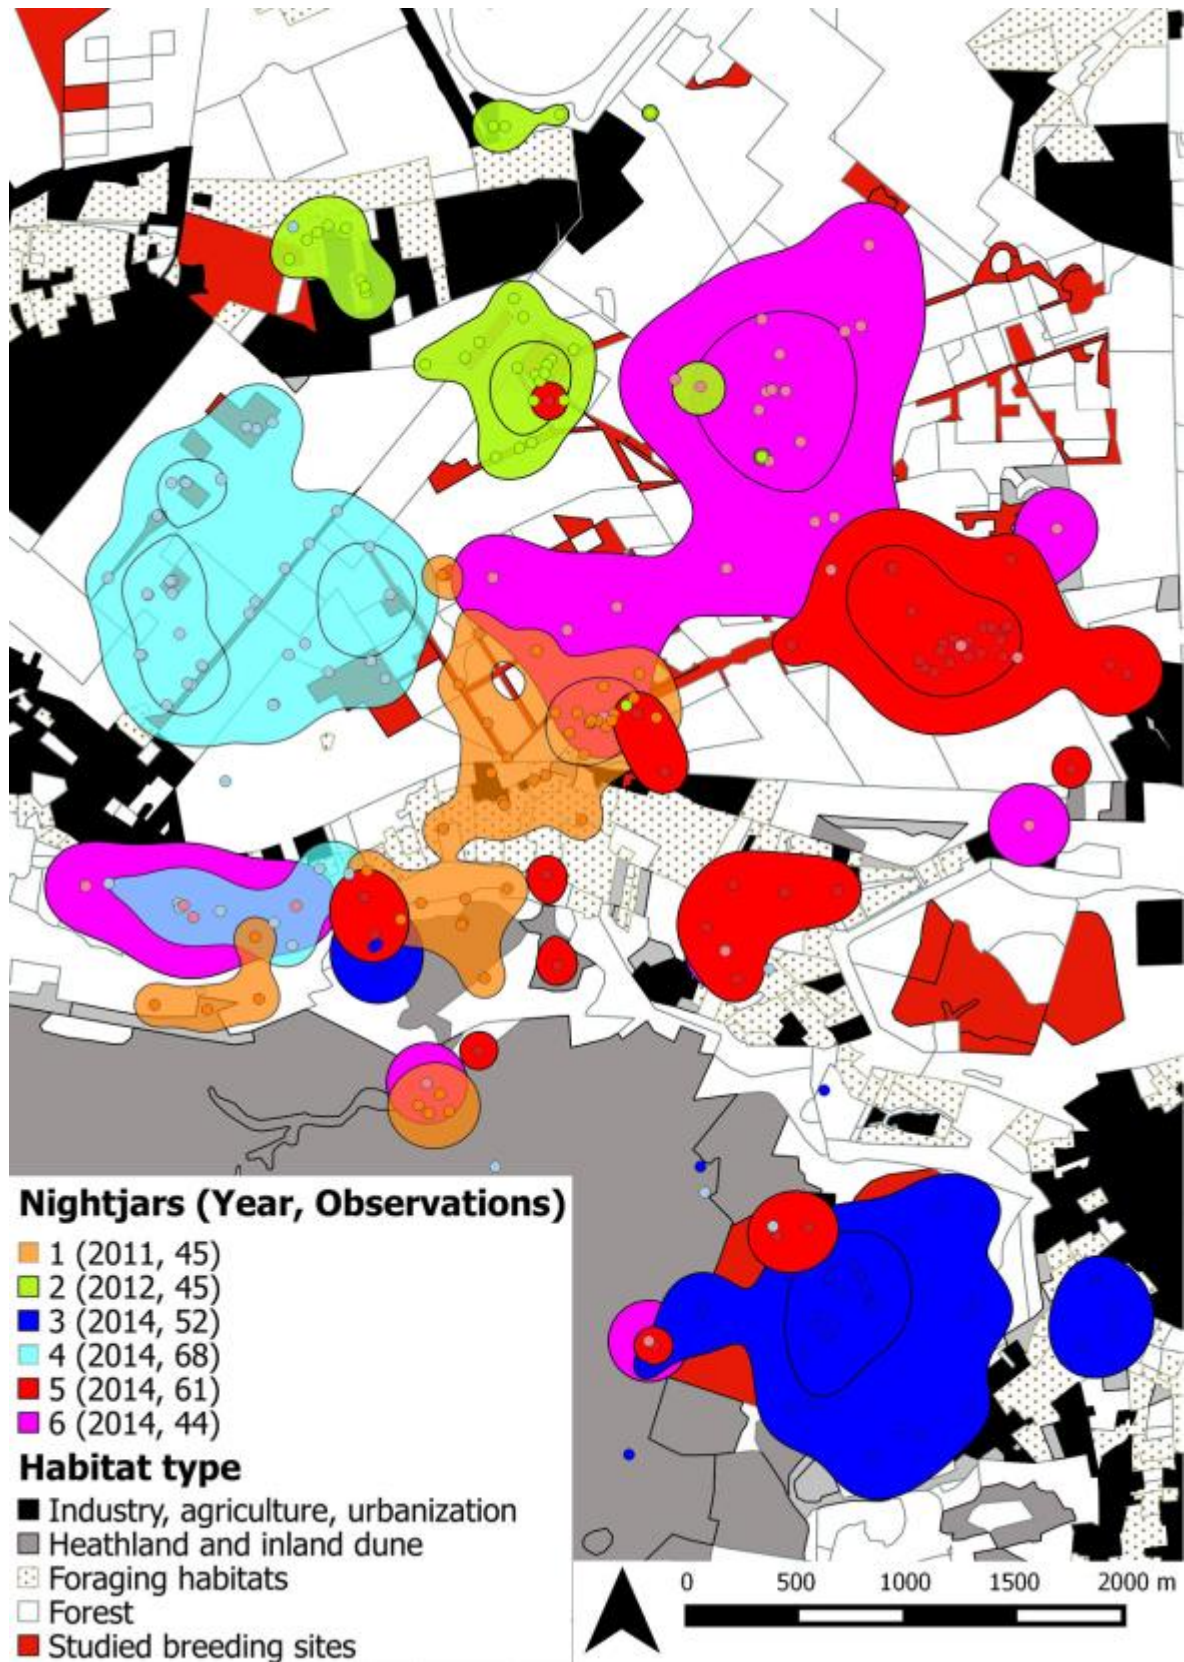 Nightjars (Year, Observations)
1 (2011, 45)
2 (2012, 45)
3 (2014, 52)
4 (2014, 68)
5 (2014, 61)
6 (2014, 44)
Habitat type
Industry, agriculture, urbanization
Heathland and inland dune
Foraging habitats
Forest
Studied breeding sites
0 500 1000 1500 2000 m